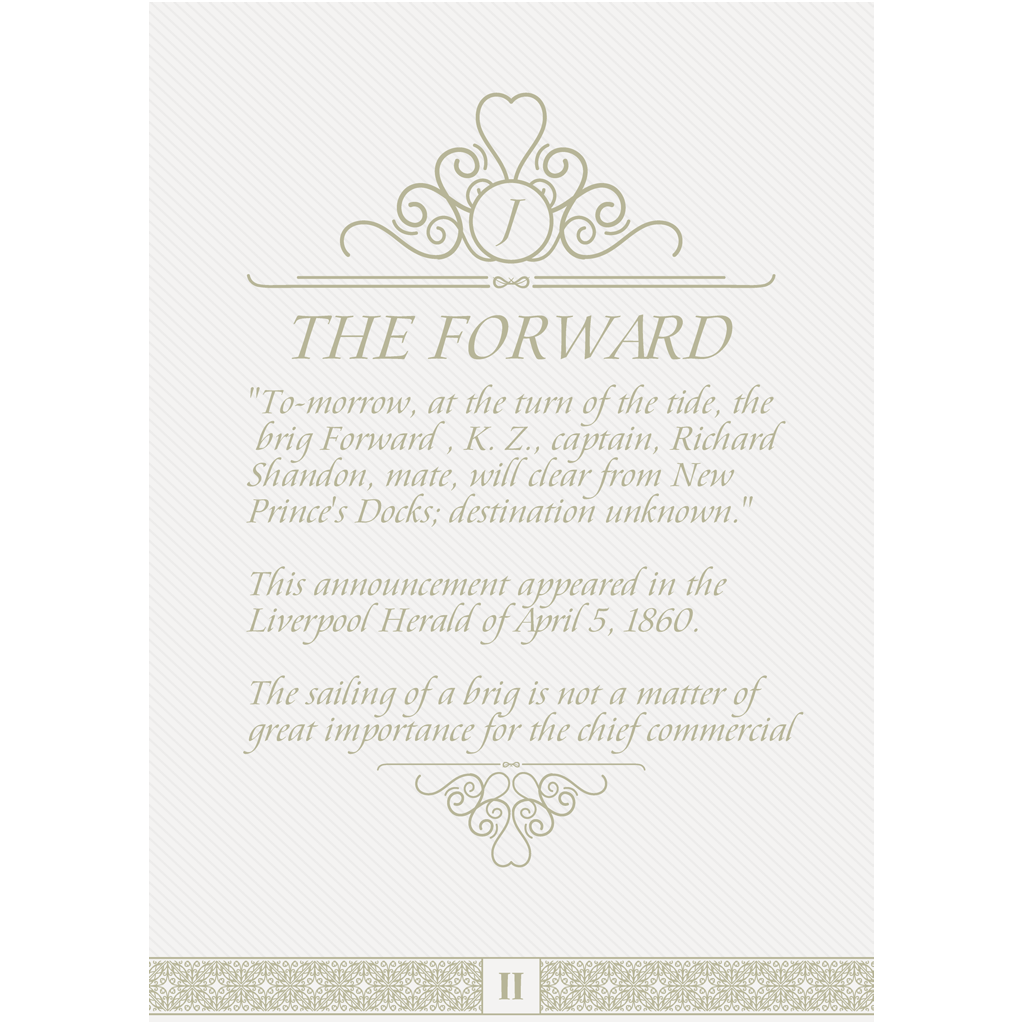 J
THE FORWARD
"To-morrow, at the turn of the tide, the
brig Forward , K. Z., captain, Richard
Shandon, mate, will clear from New
Prince's Docks; destination unknown."
This announcement appeared in the
Liverpool Herald of April 5, 1860.
The sailing of a brig is not a matter of
great importance for the chief commercial
II